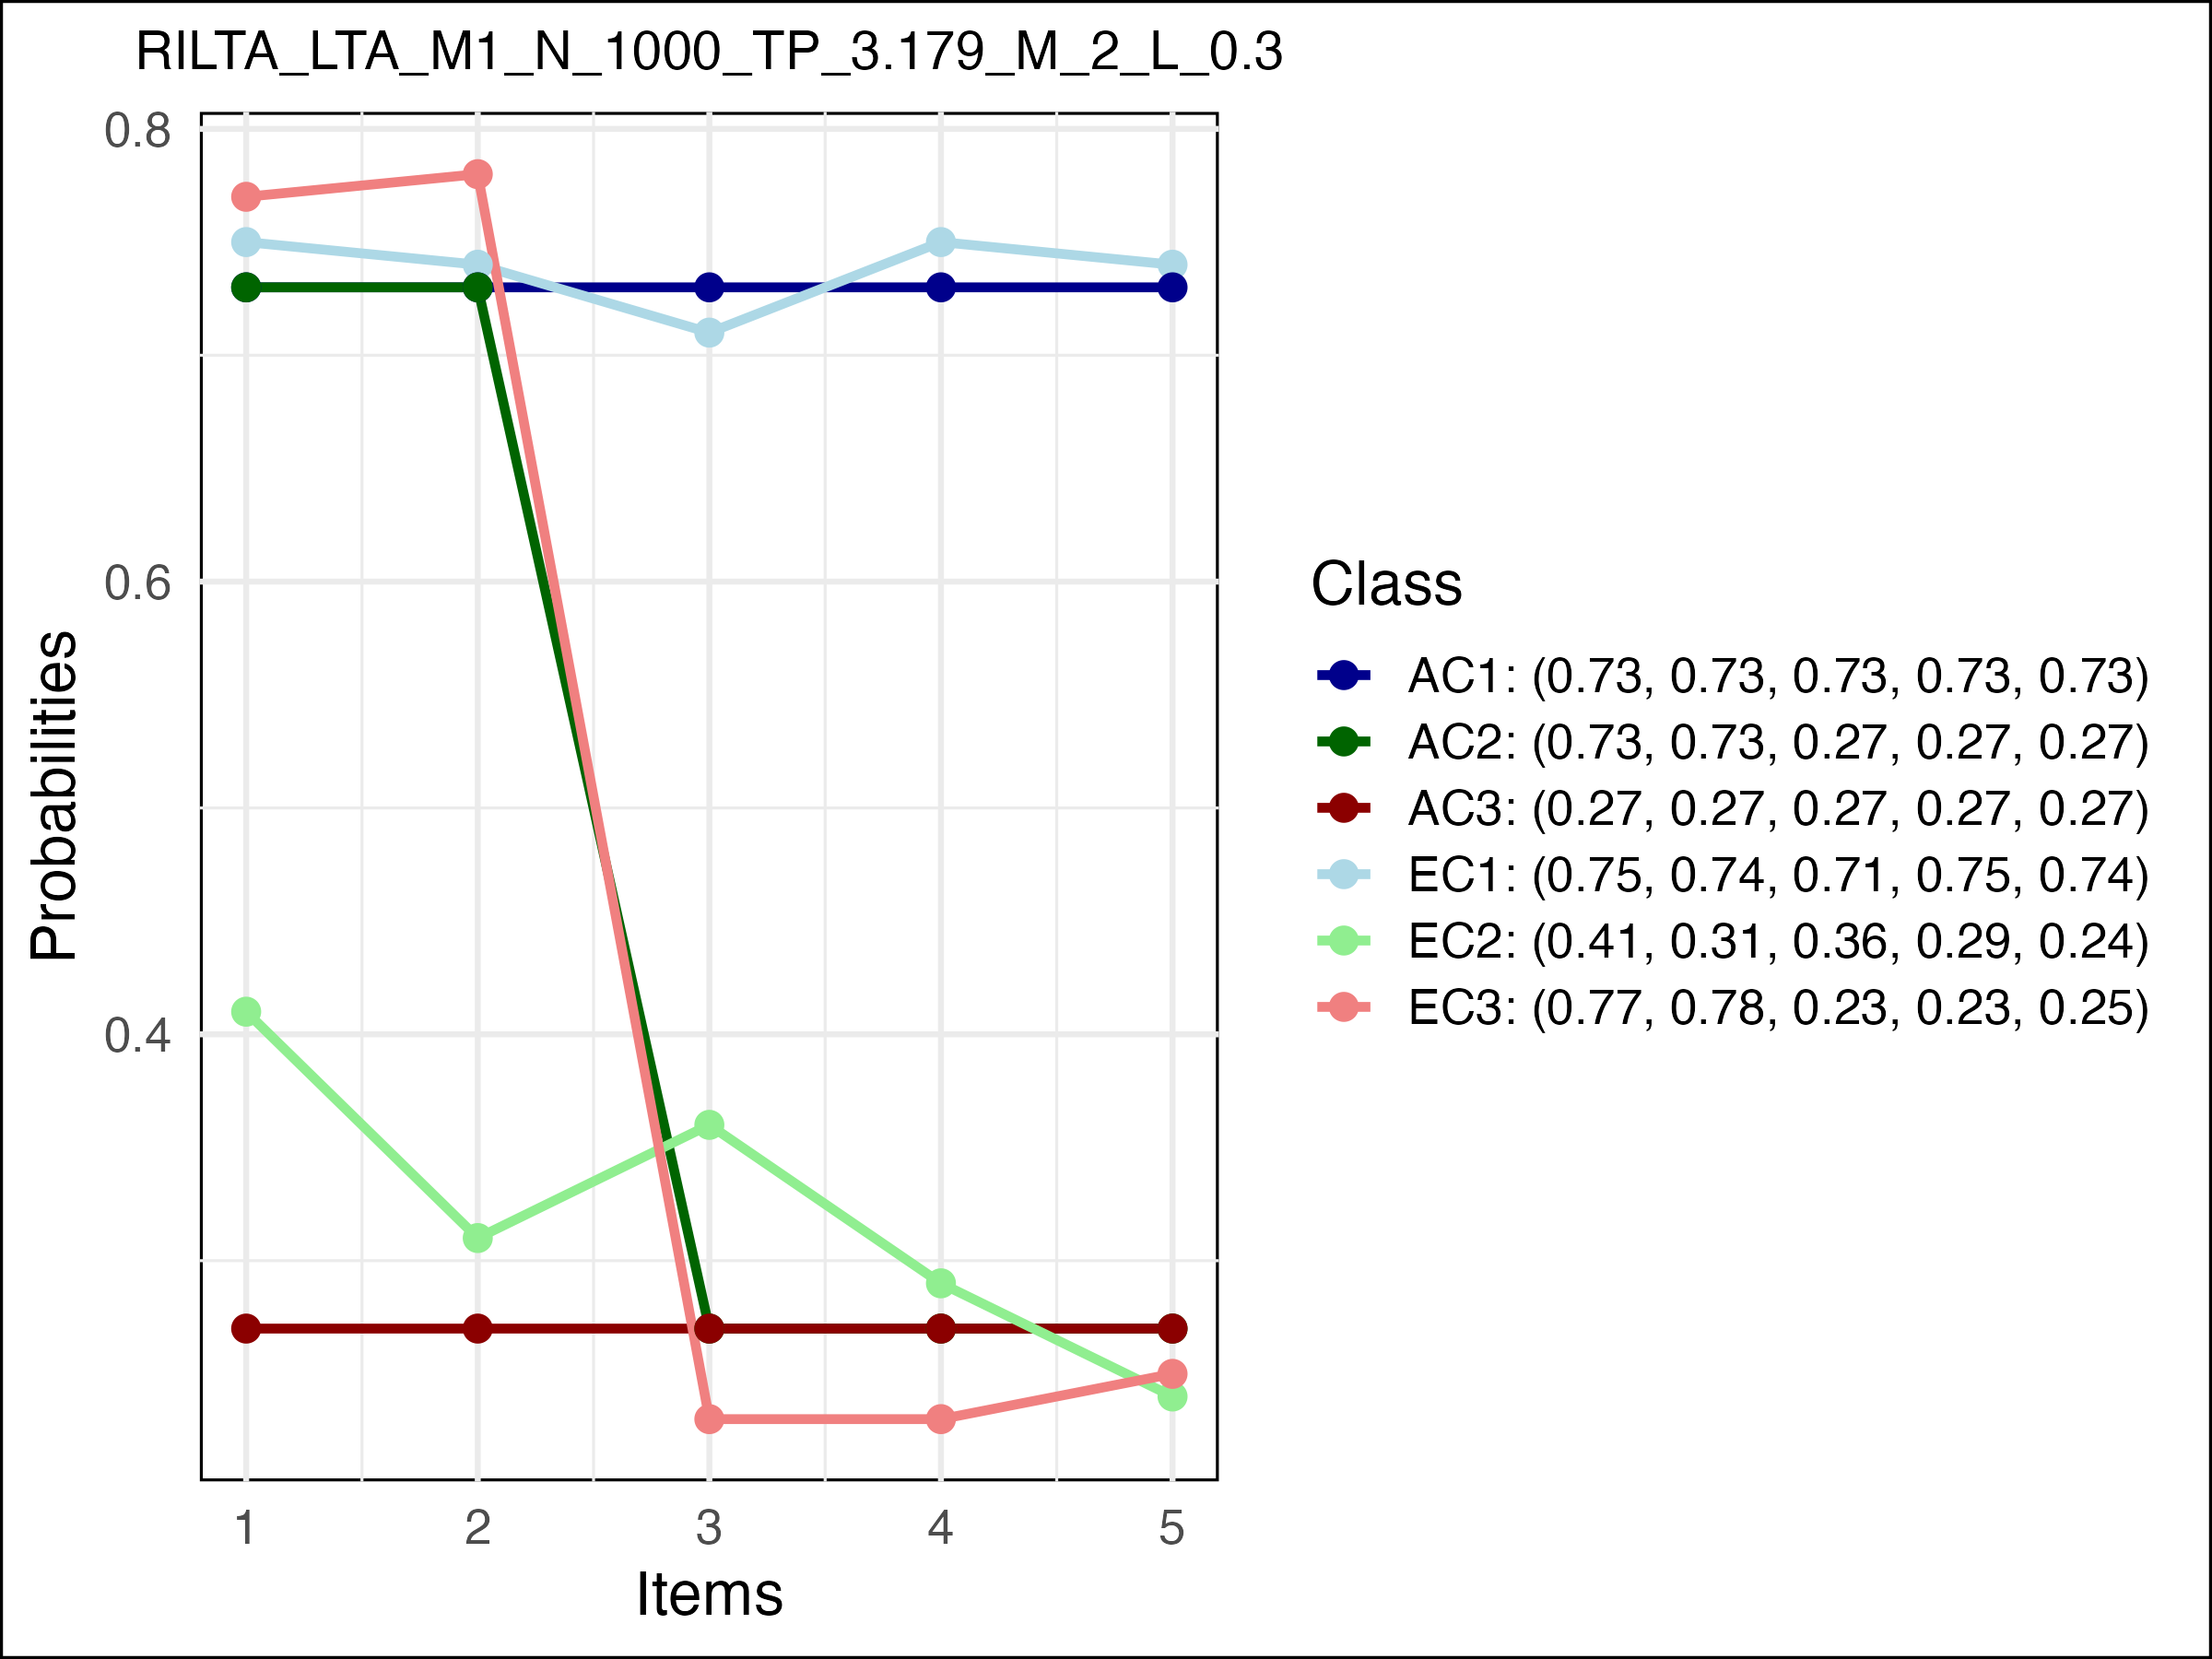 RILTA_LTA_M1_N_1000_TP_3.179_M_2_L_0.3
0.8
0.6
0.4
Probabilities
1 2 3 4 5
Items
Class
AC1: (0.73, 0.73, 0.73, 0.73, 0.73)
AC2: (0.73, 0.73, 0.27, 0.27, 0.27)
AC3: (0.27, 0.27, 0.27, 0.27, 0.27)
EC1: (0.75, 0.74, 0.71, 0.75, 0.74)
EC2: (0.41, 0.31, 0.36, 0.29, 0.24)
EC3: (0.77, 0.78, 0.23, 0.23, 0.25)